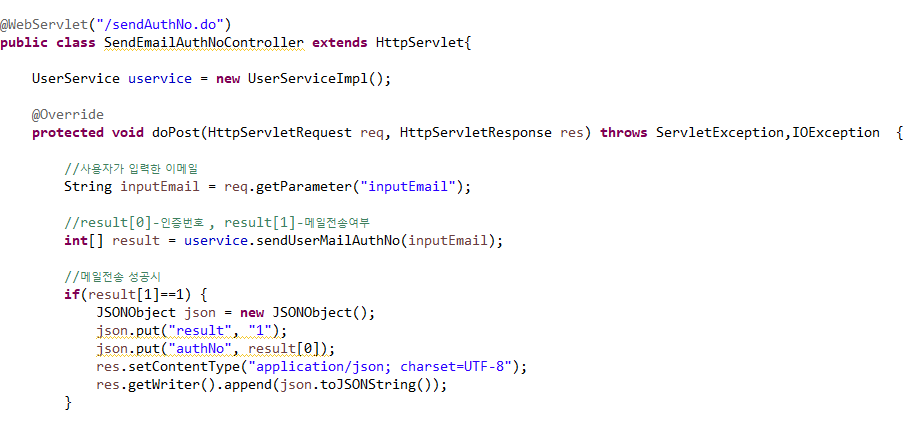 @WebServlet("/sendAuthNo.do")
public class SendEmailAuthNoController extends HttpServlet{
UserService uservice = new UserServiceImpl();
@Override
protected void doPost(HttpServletRequest req, HttpServletResponse res) throws ServletException,IOException {
//사용자가 입력한 이메일
String inputEmail = req.getParameter("inputEmail");
//result[0]-인증번호 , result[1]-메일전송여부
int[] result = uservice.sendUserMailAuthNo(inputEmail);
//메일전송 성공시
if(result[1]==1) {
JSONObject json = new JSONObject();
json.put("result", "1");
json.put("authNo", result[0]);
res.setContentType("application/json; charset=UTF-8");
res.getWriter().append(json.toJSONString());
}